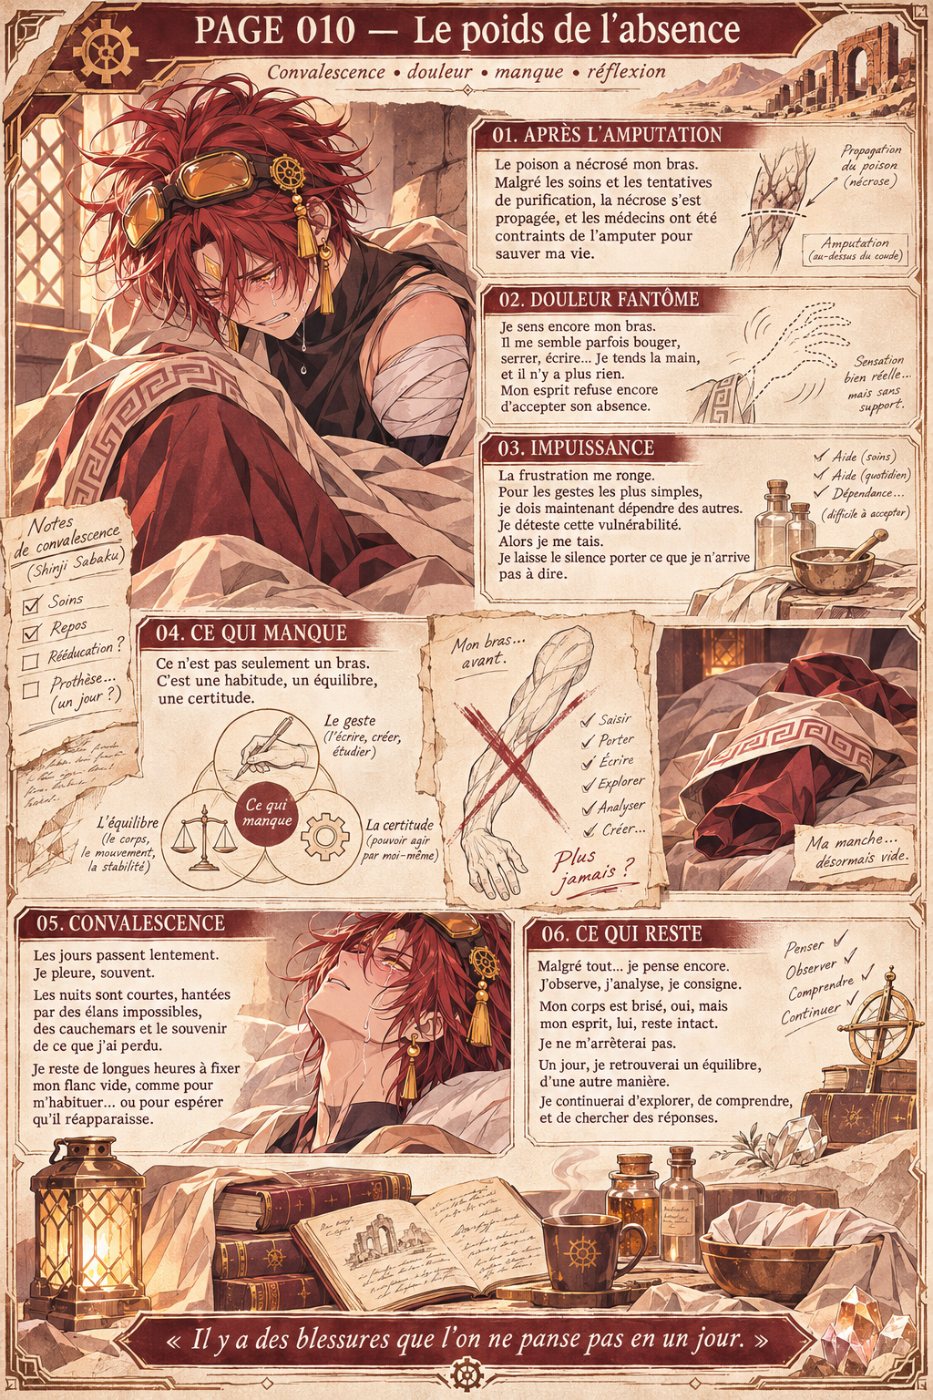 PAGE 010 — Le poids de l'absence
Convalescence • douleur • manque • réflexion
01. APRÈS L'AMPUTATION
Le poison a nécrosé mon bras.
Malgré les soins et les tentatives
de purification, la nécrose s'est
propagée, et les médecins ont été
contraints de l'amputer pour
sauver ma vie.
Propagation
du poison
(nécrose)
Amputation
(au-dessus du coude)
02. DOULEUR FANTÔME
Je sens encore mon bras.
Il me semble parfois bouger,
serrer, écrire... Je tends la main,
et il n'y a plus rien.
Mon esprit refuse encore
d'accepter son absence.
Sensation
bien réelle...
mais sans
support.
03. IMPUISSANCE
La frustration me ronge.
Pour les gestes les plus simples,
je dois maintenant dépendre des autres.
Je déteste cette vulnérabilité.
Alors je me tais.
Je laisse le silence porter ce que je n'arrive
pas à dire.
✓ Aide (soins)
✓ Aide (quotidien)
✓ Dépendance...
(difficile à accepter)
Notes
de convalescence
(Shinji Sabaku)
☑ Soins
☑ Repos
☐ Rééducation ?
☐ Prothèse...
(un jour ?)
04. CE QUI MANQUE
Ce n'est pas seulement un bras.
C'est une habitude, un équilibre,
une certitude.
Le geste
(l'écrire, créer,
étudier)
Ce qui
manque
L'équilibre
(le corps,
le mouvement,
la stabilité)
La certitude
(pouvoir agir
par moi-même)
Mon bras...
avant.
✓ Saisir
✓ Porter
✓ Écrire
✓ Explorer
✓ Analyser
✓ Créer...
Plus
jamais ?
Ma manche...
désormais vide.
05. CONVALESCENCE
Les jours passent lentement.
Je pleure, souvent.
Les nuits sont courtes, hantées
par des élans impossibles,
des cauchemars et le souvenir
de ce que j'ai perdu.
Je reste de longues heures à fixer
mon flanc vide, comme pour
m'habituer... ou pour espérer
qu'il réapparaisse.
06. CE QUI RESTE
Malgré tout... je pense encore.
J'observe, j'analyse, je consigne.
Mon corps est brisé, oui, mais
mon esprit, lui, reste intact.
Je ne m'arrèterai pas.
Un jour, je retrouverai un équilibre,
d'une autre manière.
Je continuerai d'explorer, de comprendre,
et de chercher des réponses.
Penser ✓
Observer ✓
Comprendre ✓
Continuer ✓
« Il y a des blessures que l'on ne panse pas en un jour. »